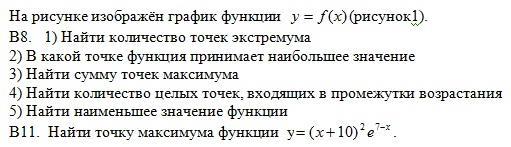 На рисунке изображён график функции y = f(x)(рисунок1).
В8. 1) Найти количество точек экстремума
2) В какой точке функция принимает наибольшее значение
3) Найти сумму точек максимума
4) Найти количество целых точек, входящих в промежутки возрастания
5) Найти наименьшее значение функции
В11. Найти точку максимума функции y= (x+10)²e⁷⁻ˣ.